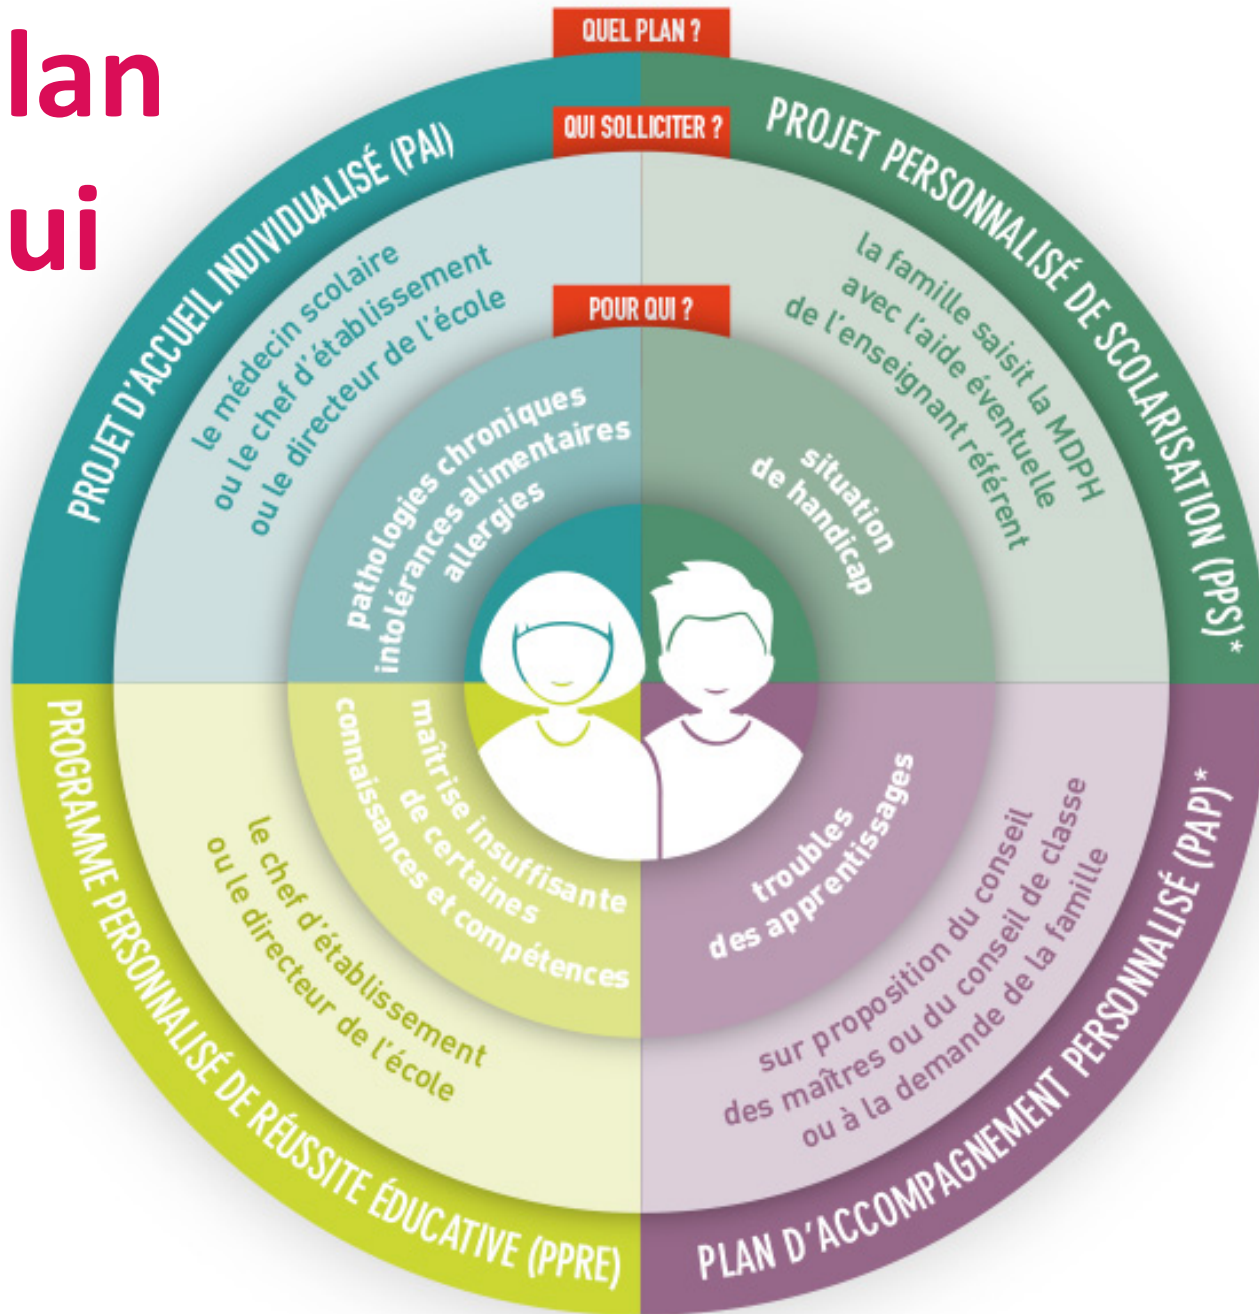 lan
ui
QUEL PLAN ?
QUI SOLLICITER ?
POUR QUI ?
PROJET D'ACCUEIL INDIVIDUALISÉ (PAI)
le médecin scolaire
ou le chef d'établissement
ou le directeur de l'école
pathologies chroniques
intolérances alimentaires
allergies
PROJET PERSONNALISÉ DE SCOLARISATION (PPS)*
la famille saisit la MDPH
avec l'aide éventuelle
de l'enseignant référent
situation
de handicap
PROGRAMME PERSONNALISÉ DE RÉUSSITE ÉDUCATIVE (PPRE)
le chef d'établissement
ou le directeur de l'école
maîtrise insuffisante
de certaines
connaissances et compétences
PLAN D'ACCOMPAGNEMENT PERSONNALISÉ (PAP)*
sur proposition du conseil
des maîtres ou du conseil de classe
ou à la demande de la famille
troubles
des apprentissages